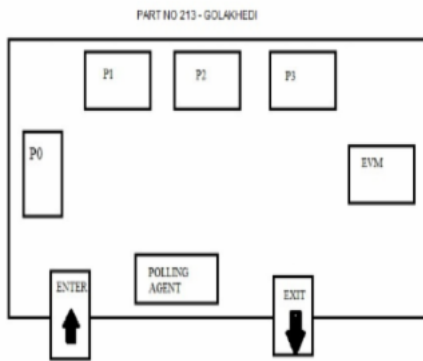 PART NO 213 - GOLAKHEDI
P1
P2
P3
P0
EVM
POLLING
AGENT
ENTER
EXIT